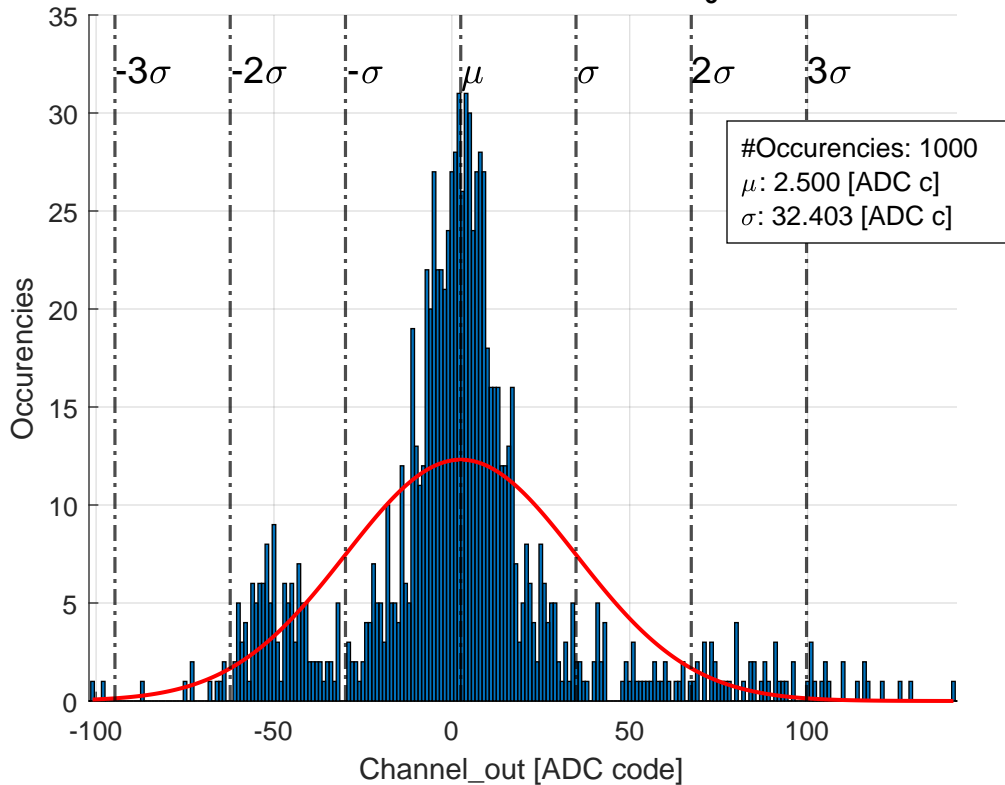 35
30
25
20
15
10
5
0
-3σ -2σ -σ μ σ 2σ 3σ
#Occurencies: 1000
μ: 2.500 [ADC c]
σ: 32.403 [ADC c]
Occurencies
-100 -50 0 50 100
Channel_out [ADC code]